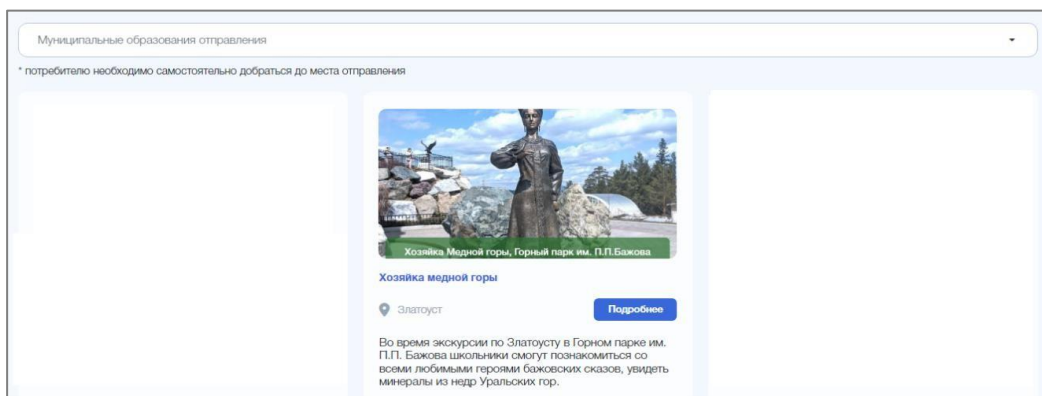 Муниципальные образования отправления
* потребителю необходимо самостоятельно добраться до места отправления
Хозяйка Медной горы, Горный парк им. П.П.Бажова
Хозяйка медной горы
Златоуст
Подробнее
Во время экскурсии по Златоусту в Горном парке им.
П.П. Бажова школьники смогут познакомиться со
всеми любимыми героями бажовских сказов, увидеть
минералы из недр Уральских гор.